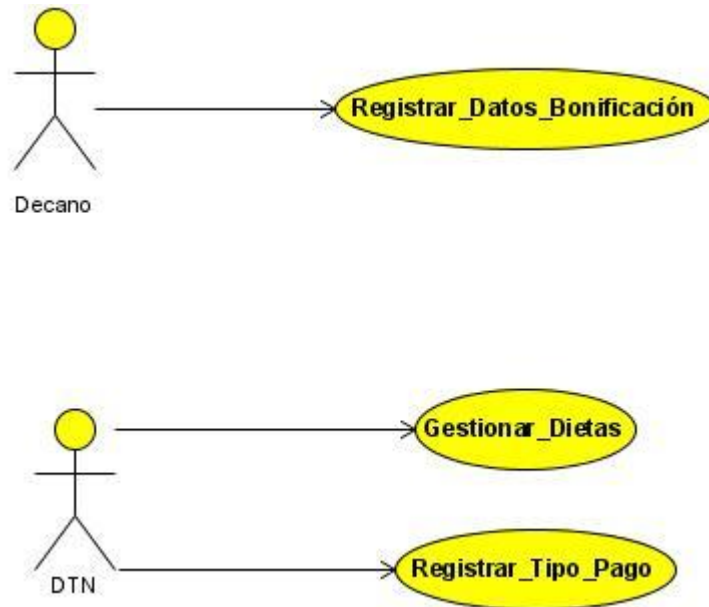 Registrar_Datos_Bonificación
Decano
Gestionar_Dietas
Registrar_Tipo_Pago
DTN